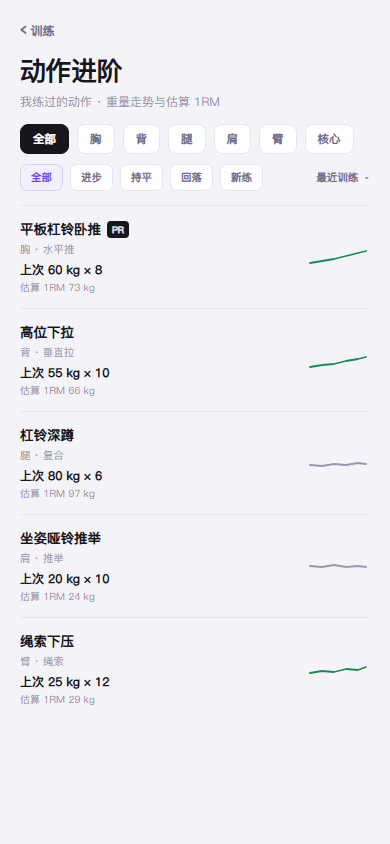 训练
动作进阶
我练过的动作 · 重量走势与估算 1RM
全部 胸 背 腿 肩 臂 核心
全部 进步 持平 回落 新练 最近训练
平板杠铃卧推 PR
胸 · 水平推
上次 60 kg × 8
估算 1RM 73 kg
高位下拉
背 · 垂直拉
上次 55 kg × 10
估算 1RM 66 kg
杠铃深蹲
腿 · 复合
上次 80 kg × 6
估算 1RM 97 kg
坐姿哑铃推举
肩 · 推举
上次 20 kg × 10
估算 1RM 24 kg
绳索下压
臂 · 绳索
上次 25 kg × 12
估算 1RM 29 kg